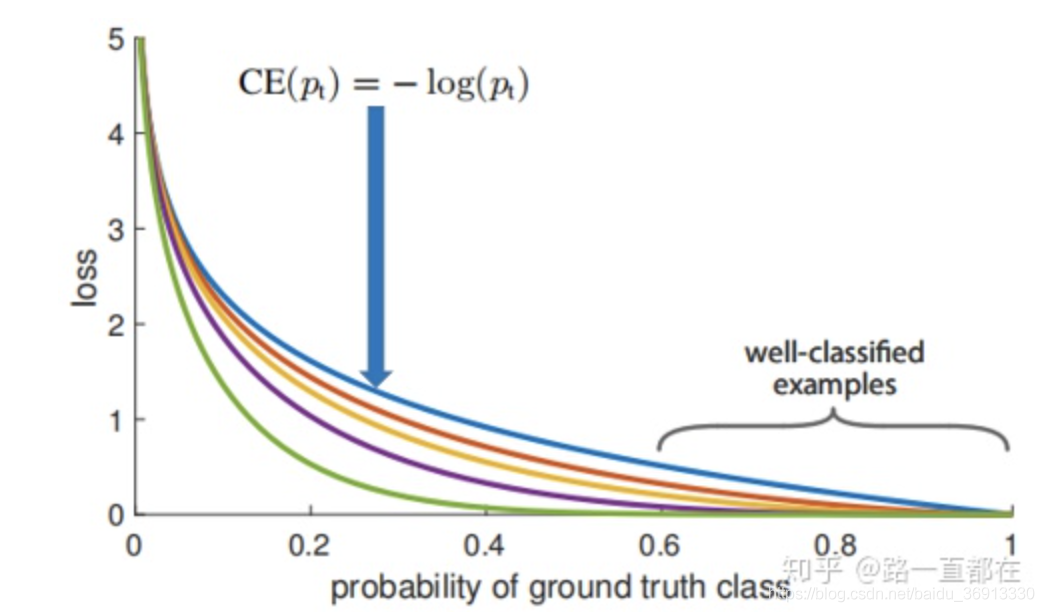 5
CE(pt) = − log(pt)
4
3
loss
2
well-classified
examples
1
0
0 0.2 0.4 0.6 0.8 1
probability of ground truth class
知乎 @路一直都在
https://blog.csdn.net/baidu_36913330